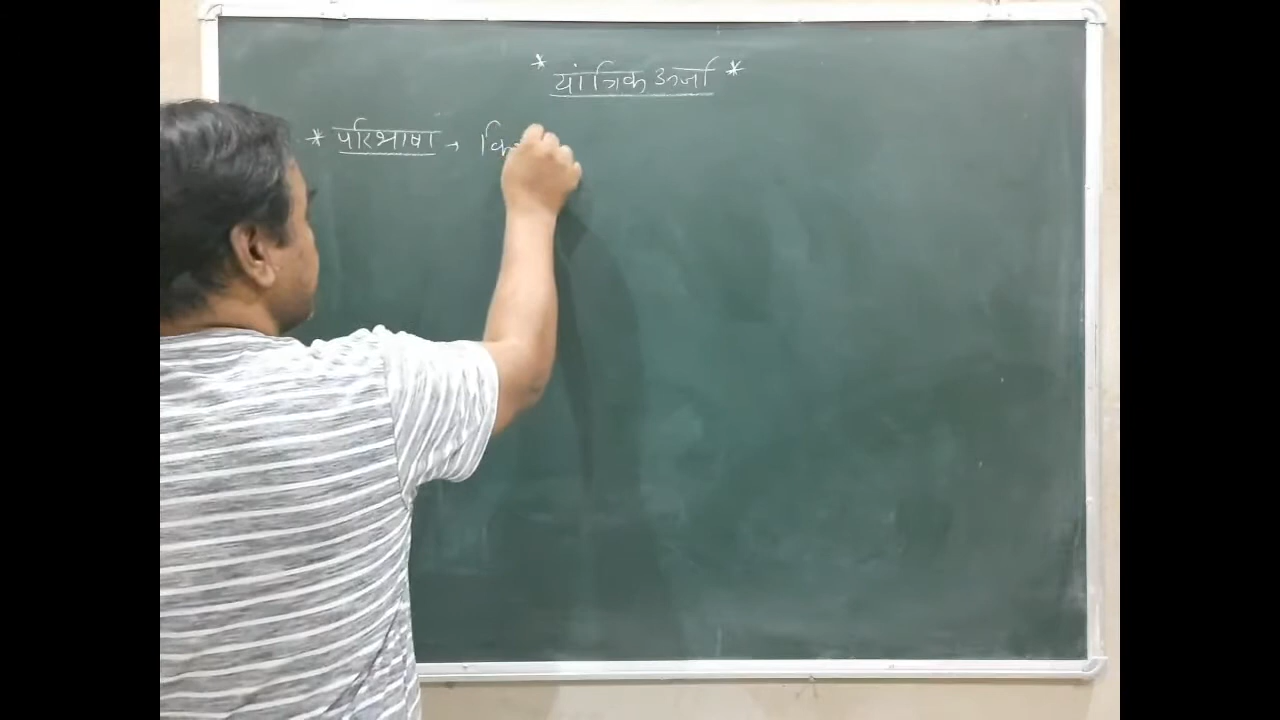 * यांत्रिक ऊर्जा *
* परिभाषा →